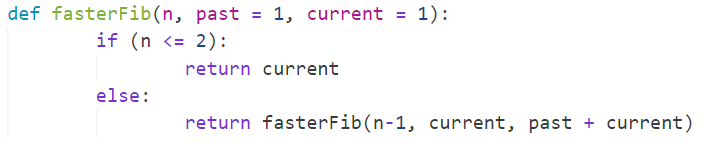 def fasterFib(n, past = 1, current = 1):
        if (n <= 2):
                return current
        else:
                return fasterFib(n-1, current, past + current)